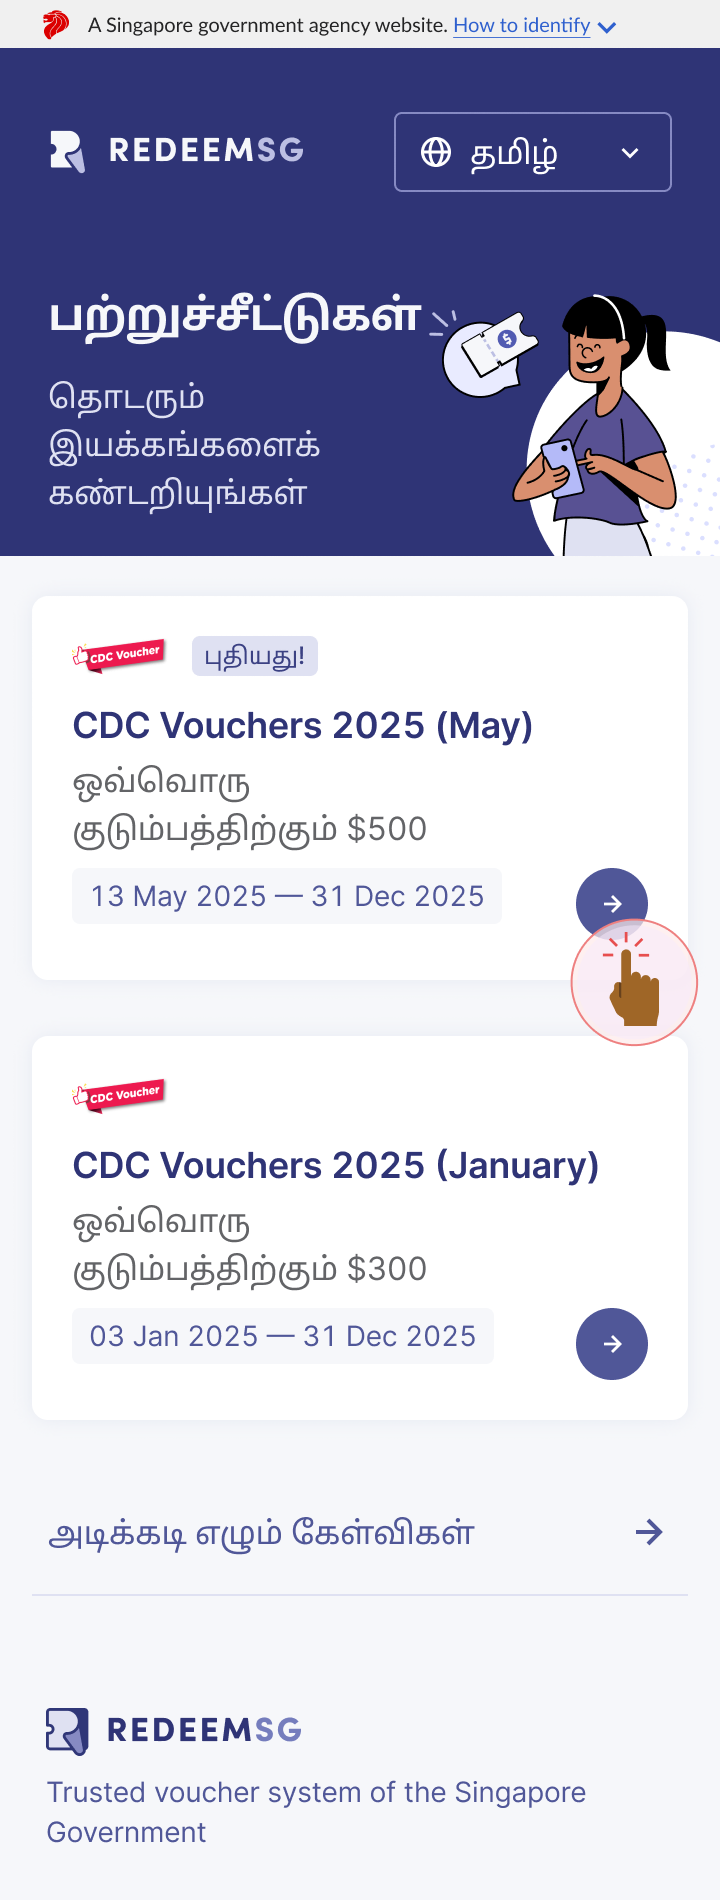 A Singapore government agency website. How to identify
REDEEMSG
தமிழ்
பற்றுச்சீட்டுகள்
$
தொடரும்
இயக்கங்களைக்
கண்டறியுங்கள்
CDC Voucher
புதியது!
CDC Vouchers 2025 (May)
ஒவ்வொரு
குடும்பத்திற்கும் $500
13 May 2025 — 31 Dec 2025
CDC Voucher
CDC Vouchers 2025 (January)
ஒவ்வொரு
குடும்பத்திற்கும் $300
03 Jan 2025 — 31 Dec 2025
அடிக்கடி எழும் கேள்விகள்
REDEEMSG
Trusted voucher system of the Singapore
Government